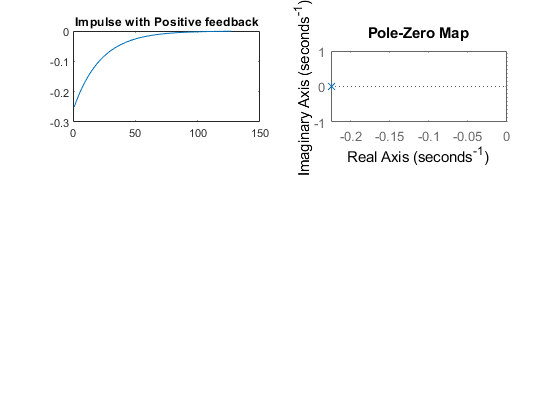 Impulse with Positive feedback
0
-0.1
-0.2
-0.3
0 50 100 150
Pole-Zero Map
Imaginary Axis (seconds⁻¹)
1
0
-1
-0.2 -0.15 -0.1 -0.05 0
Real Axis (seconds⁻¹)